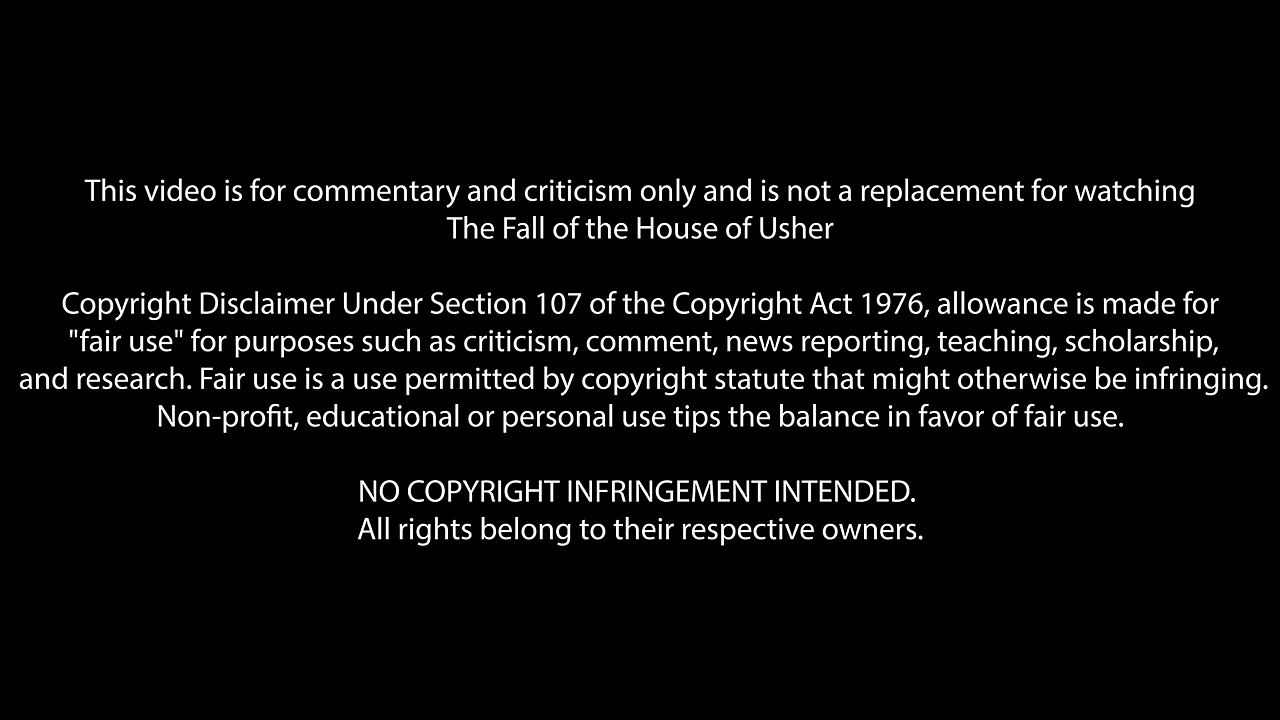 This video is for commentary and criticism only and is not a replacement for watching
The Fall of the House of Usher
Copyright Disclaimer Under Section 107 of the Copyright Act 1976, allowance is made for
"fair use" for purposes such as criticism, comment, news reporting, teaching, scholarship,
and research. Fair use is a use permitted by copyright statute that might otherwise be infringing.
Non-profit, educational or personal use tips the balance in favor of fair use.
NO COPYRIGHT INFRINGEMENT INTENDED.
All rights belong to their respective owners.